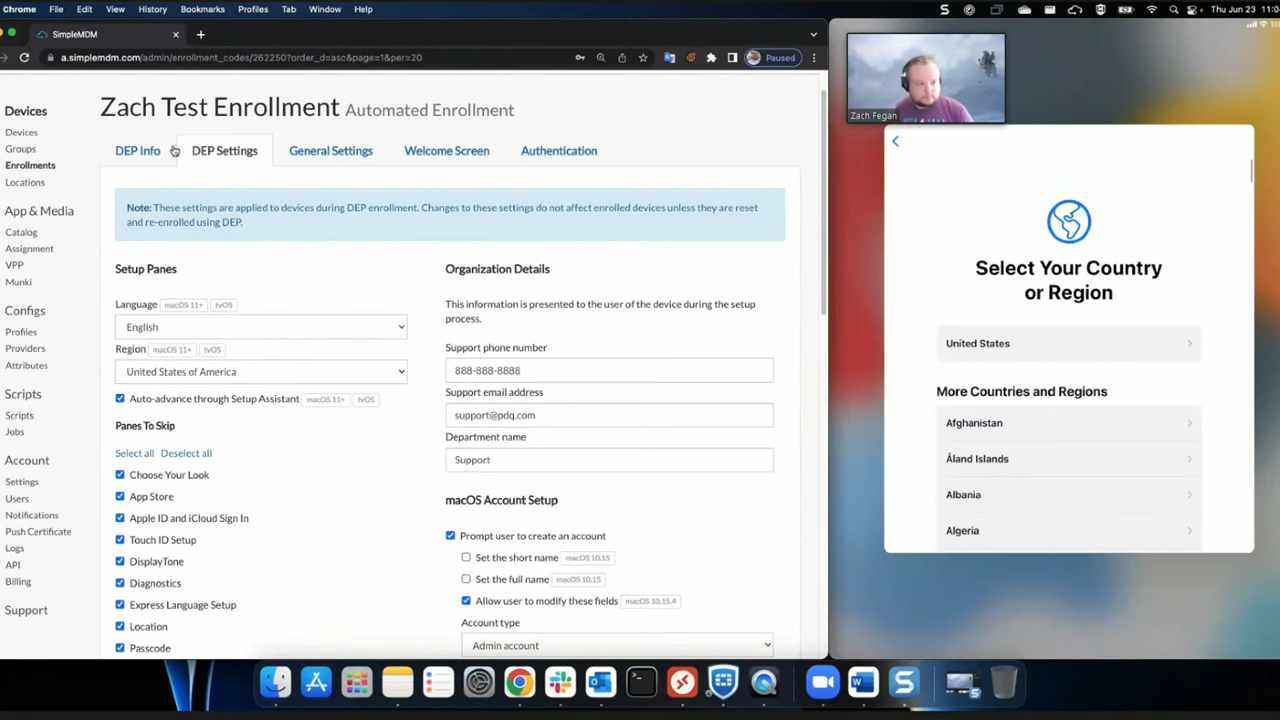 Chrome File Edit View History Bookmarks Profiles Tab Window Help
Thu Jun 23
SimpleMDM
a.simplemdm.com/admin/enrollment_codes/262250?order_d=asc&page=1&per=20
Paused
Devices
Devices
Groups
Enrollments
Locations
App & Media
Catalog
Assignment
VPP
Munki
Configs
Profiles
Providers
Attributes
Scripts
Scripts
Jobs
Account
Settings
Users
Notifications
Push Certificate
Logs
API
Billing
Support
Zach Test Enrollment Automated Enrollment
DEP Info DEP Settings General Settings Welcome Screen Authentication
Note: These settings are applied to devices during DEP enrollment. Changes to these settings do not affect enrolled devices unless they are reset
and re-enrolled using DEP.
Setup Panes
Language macOS 11+ tvOS
English
Region macOS 11+ tvOS
United States of America
Auto-advance through Setup Assistant macOS 11+ tvOS
Panes To Skip
Select all Deselect all
Choose Your Look
App Store
Apple ID and iCloud Sign In
Touch ID Setup
DisplayTone
Diagnostics
Express Language Setup
Location
Passcode
Organization Details
This information is presented to the user of the device during the setup
process.
Support phone number
888-888-8888
Support email address
support@pdq.com
Department name
Support
macOS Account Setup
Prompt user to create an account
Set the short name macOS 10.15
Set the full name macOS 10.15
Allow user to modify these fields macOS 10.15.4
Account type
Admin account
Zach Fegan
Select Your Country
or Region
United States
More Countries and Regions
Afghanistan
Åland Islands
Albania
Algeria